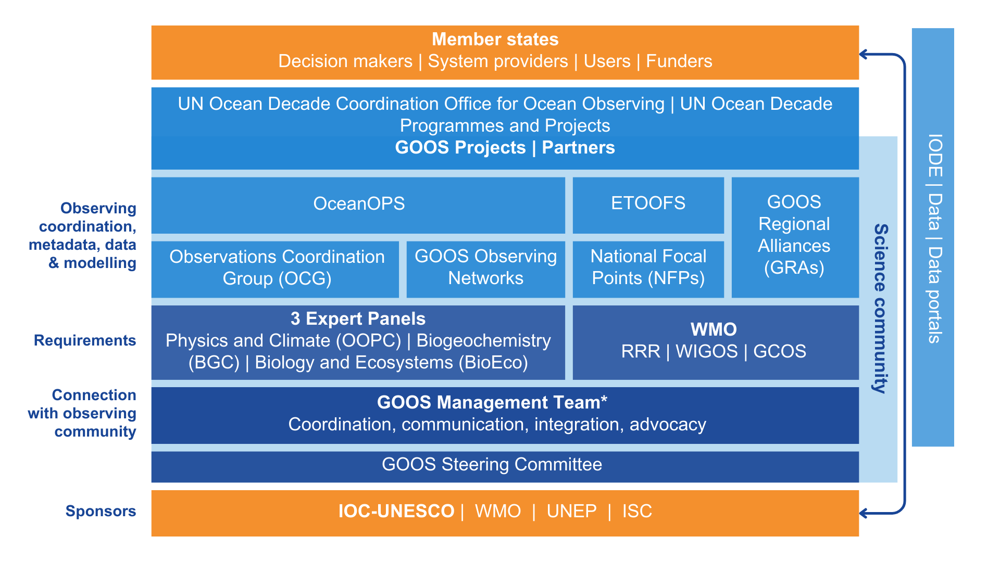 Member states
Decision makers | System providers | Users | Funders
UN Ocean Decade Coordination Office for Ocean Observing | UN Ocean Decade
Programmes and Projects
GOOS Projects | Partners
Observing
coordination,
metadata, data
& modelling
OceanOPS
ETOOFS
GOOS
Regional
Alliances
(GRAs)
Observations Coordination
Group (OCG)
GOOS Observing
Networks
National Focal
Points (NFPs)
Requirements
3 Expert Panels
Physics and Climate (OOPC) | Biogeochemistry
(BGC) | Biology and Ecosystems (BioEco)
WMO
RRR | WIGOS | GCOS
Connection
with observing
community
GOOS Management Team*
Coordination, communication, integration, advocacy
GOOS Steering Committee
Sponsors
IOC-UNESCO | WMO | UNEP | ISC
Science community
IODE | Data | Data portals